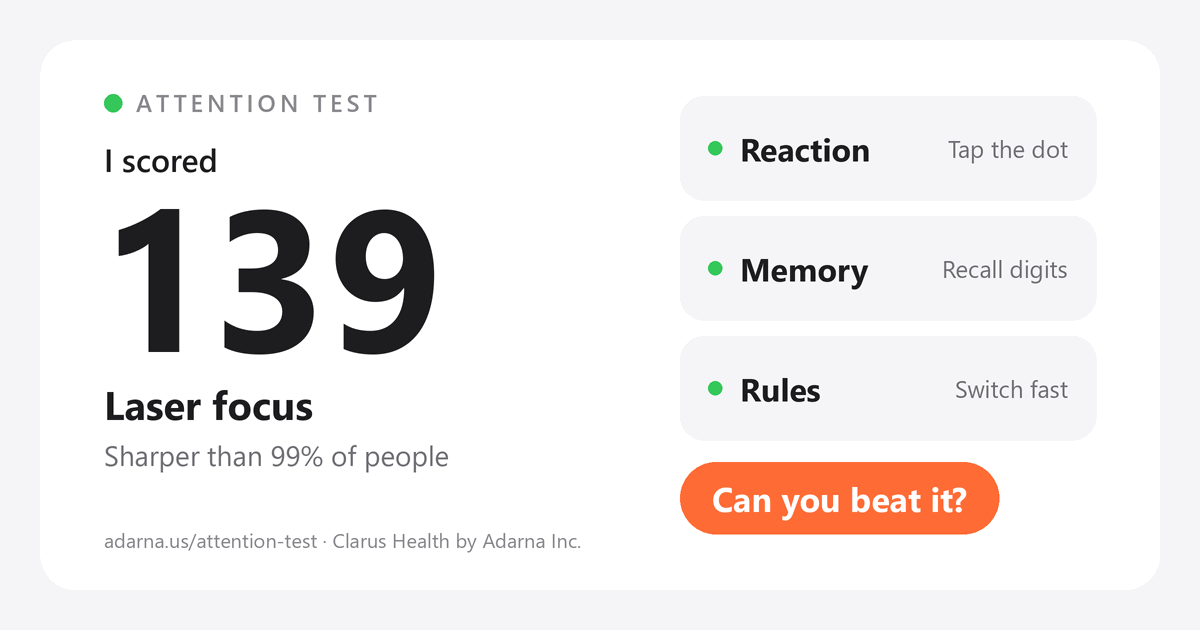 ATTENTION TEST
I scored
139
Laser focus
Sharper than 99% of people
adarna.us/attention-test · Clarus Health by Adarna Inc.
Reaction Tap the dot
Memory Recall digits
Rules Switch fast
Can you beat it?